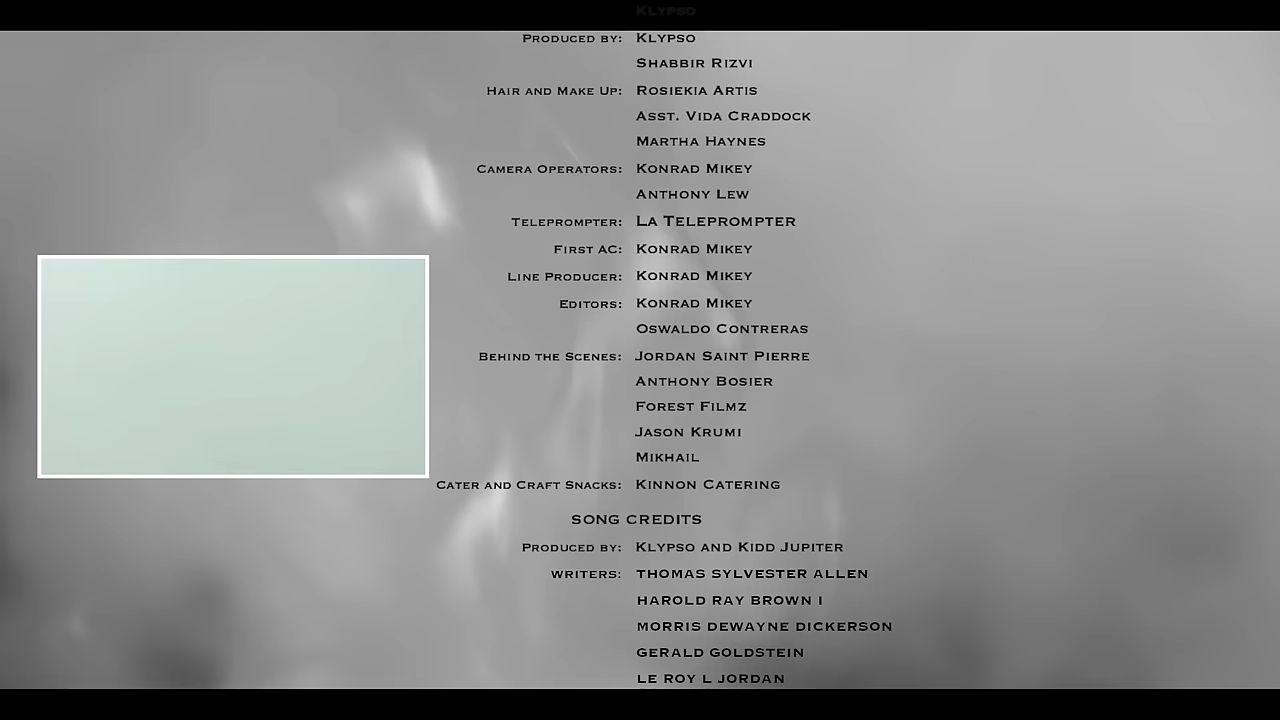 Klypso
Produced by: Klypso
Shabbir Rizvi
Hair and Make Up: Rosiekia Artis
Asst. Vida Craddock
Martha Haynes
Camera Operators: Konrad Mikey
Anthony Lew
Teleprompter: La Teleprompter
First AC: Konrad Mikey
Line Producer: Konrad Mikey
Editors: Konrad Mikey
Oswaldo Contreras
Behind the Scenes: Jordan Saint Pierre
Anthony Bosier
Forest Filmz
Jason Krumi
Mikhail
Cater and Craft Snacks: Kinnon Catering
SONG CREDITS
Produced by: Klypso and Kidd Jupiter
WRITERS: THOMAS SYLVESTER ALLEN
HAROLD RAY BROWN I
MORRIS DEWAYNE DICKERSON
GERALD GOLDSTEIN
LE ROY L JORDAN